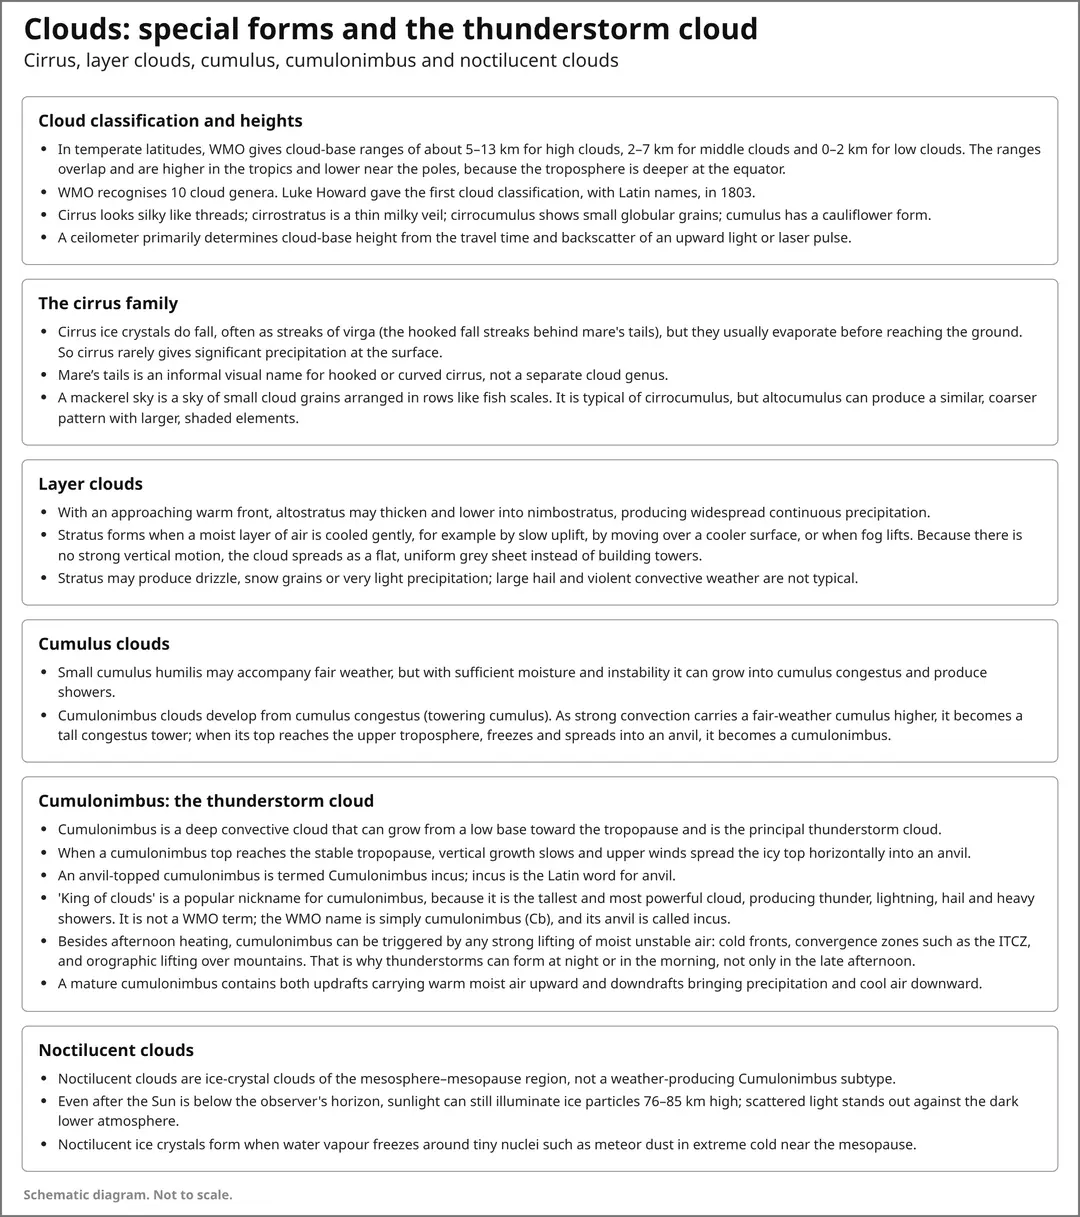 Clouds: special forms and the thunderstorm cloud
Cirrus, layer clouds, cumulus, cumulonimbus and noctilucent clouds
Cloud classification and heights
• In temperate latitudes, WMO gives cloud-base ranges of about 5–13 km for high clouds, 2–7 km for middle clouds and 0–2 km for low clouds. The ranges
overlap and are higher in the tropics and lower near the poles, because the troposphere is deeper at the equator.
• WMO recognises 10 cloud genera. Luke Howard gave the first cloud classification, with Latin names, in 1803.
• Cirrus looks silky like threads; cirrostratus is a thin milky veil; cirrocumulus shows small globular grains; cumulus has a cauliflower form.
• A ceilometer primarily determines cloud-base height from the travel time and backscatter of an upward light or laser pulse.
The cirrus family
• Cirrus ice crystals do fall, often as streaks of virga (the hooked fall streaks behind mare's tails), but they usually evaporate before reaching the ground.
So cirrus rarely gives significant precipitation at the surface.
• Mare’s tails is an informal visual name for hooked or curved cirrus, not a separate cloud genus.
• A mackerel sky is a sky of small cloud grains arranged in rows like fish scales. It is typical of cirrocumulus, but altocumulus can produce a similar, coarser
pattern with larger, shaded elements.
Layer clouds
• With an approaching warm front, altostratus may thicken and lower into nimbostratus, producing widespread continuous precipitation.
• Stratus forms when a moist layer of air is cooled gently, for example by slow uplift, by moving over a cooler surface, or when fog lifts. Because there is
no strong vertical motion, the cloud spreads as a flat, uniform grey sheet instead of building towers.
• Stratus may produce drizzle, snow grains or very light precipitation; large hail and violent convective weather are not typical.
Cumulus clouds
• Small cumulus humilis may accompany fair weather, but with sufficient moisture and instability it can grow into cumulus congestus and produce
showers.
• Cumulonimbus clouds develop from cumulus congestus (towering cumulus). As strong convection carries a fair-weather cumulus higher, it becomes a
tall congestus tower; when its top reaches the upper troposphere, freezes and spreads into an anvil, it becomes a cumulonimbus.
Cumulonimbus: the thunderstorm cloud
• Cumulonimbus is a deep convective cloud that can grow from a low base toward the tropopause and is the principal thunderstorm cloud.
• When a cumulonimbus top reaches the stable tropopause, vertical growth slows and upper winds spread the icy top horizontally into an anvil.
• An anvil-topped cumulonimbus is termed Cumulonimbus incus; incus is the Latin word for anvil.
• 'King of clouds' is a popular nickname for cumulonimbus, because it is the tallest and most powerful cloud, producing thunder, lightning, hail and heavy
showers. It is not a WMO term; the WMO name is simply cumulonimbus (Cb), and its anvil is called incus.
• Besides afternoon heating, cumulonimbus can be triggered by any strong lifting of moist unstable air: cold fronts, convergence zones such as the ITCZ,
and orographic lifting over mountains. That is why thunderstorms can form at night or in the morning, not only in the late afternoon.
• A mature cumulonimbus contains both updrafts carrying warm moist air upward and downdrafts bringing precipitation and cool air downward.
Noctilucent clouds
• Noctilucent clouds are ice-crystal clouds of the mesosphere–mesopause region, not a weather-producing Cumulonimbus subtype.
• Even after the Sun is below the observer's horizon, sunlight can still illuminate ice particles 76–85 km high; scattered light stands out against the dark
lower atmosphere.
• Noctilucent ice crystals form when water vapour freezes around tiny nuclei such as meteor dust in extreme cold near the mesopause.
Schematic diagram. Not to scale.